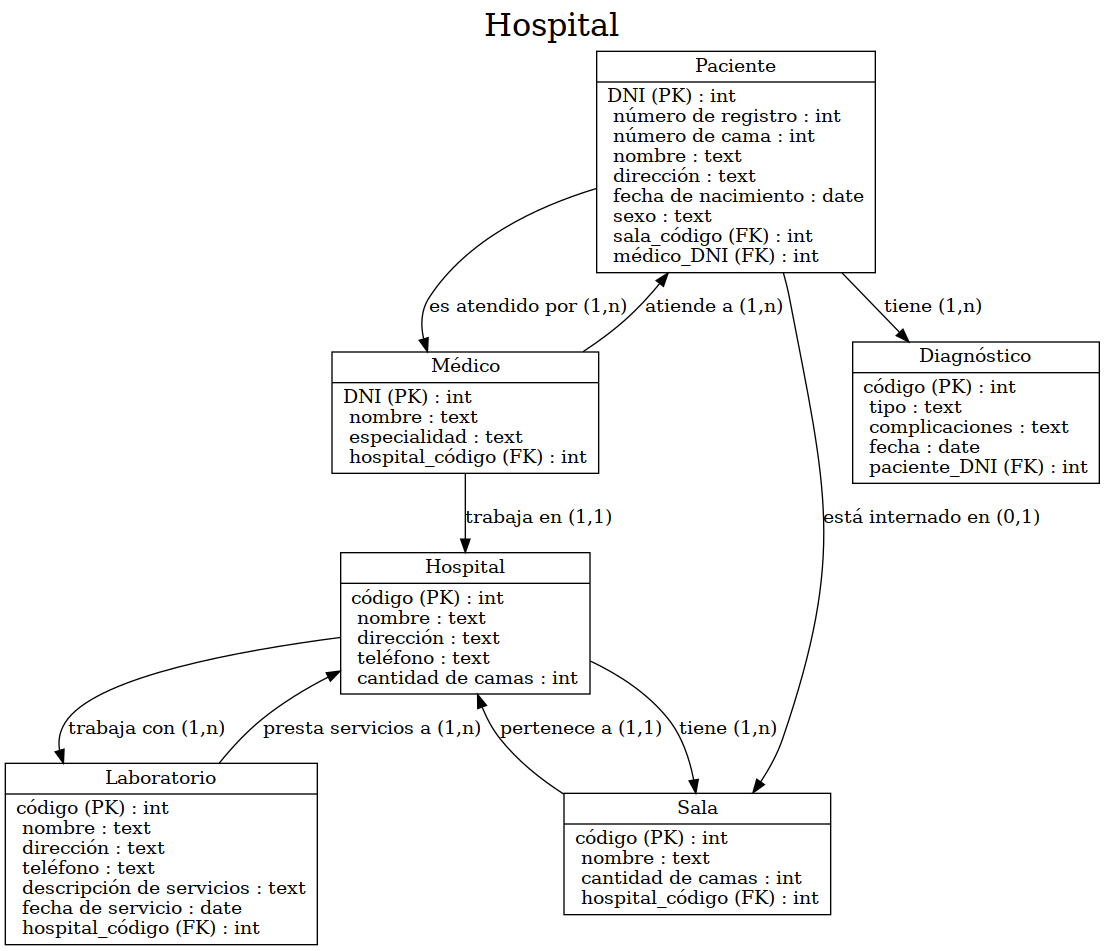 Hospital
Paciente
DNI (PK) : int
número de registro : int
número de cama : int
nombre : text
dirección : text
fecha de nacimiento : date
sexo : text
sala_código (FK) : int
médico_DNI (FK) : int
es atendido por (1,n)
atiende a (1,n)
tiene (1,n)
Médico
DNI (PK) : int
nombre : text
especialidad : text
hospital_código (FK) : int
Diagnóstico
código (PK) : int
tipo : text
complicaciones : text
fecha : date
paciente_DNI (FK) : int
trabaja en (1,1)
está internado en (0,1)
Hospital
código (PK) : int
nombre : text
dirección : text
teléfono : text
cantidad de camas : int
trabaja con (1,n)
presta servicios a (1,n)
pertenece a (1,1)
tiene (1,n)
Laboratorio
código (PK) : int
nombre : text
dirección : text
teléfono : text
descripción de servicios : text
fecha de servicio : date
hospital_código (FK) : int
Sala
código (PK) : int
nombre : text
cantidad de camas : int
hospital_código (FK) : int